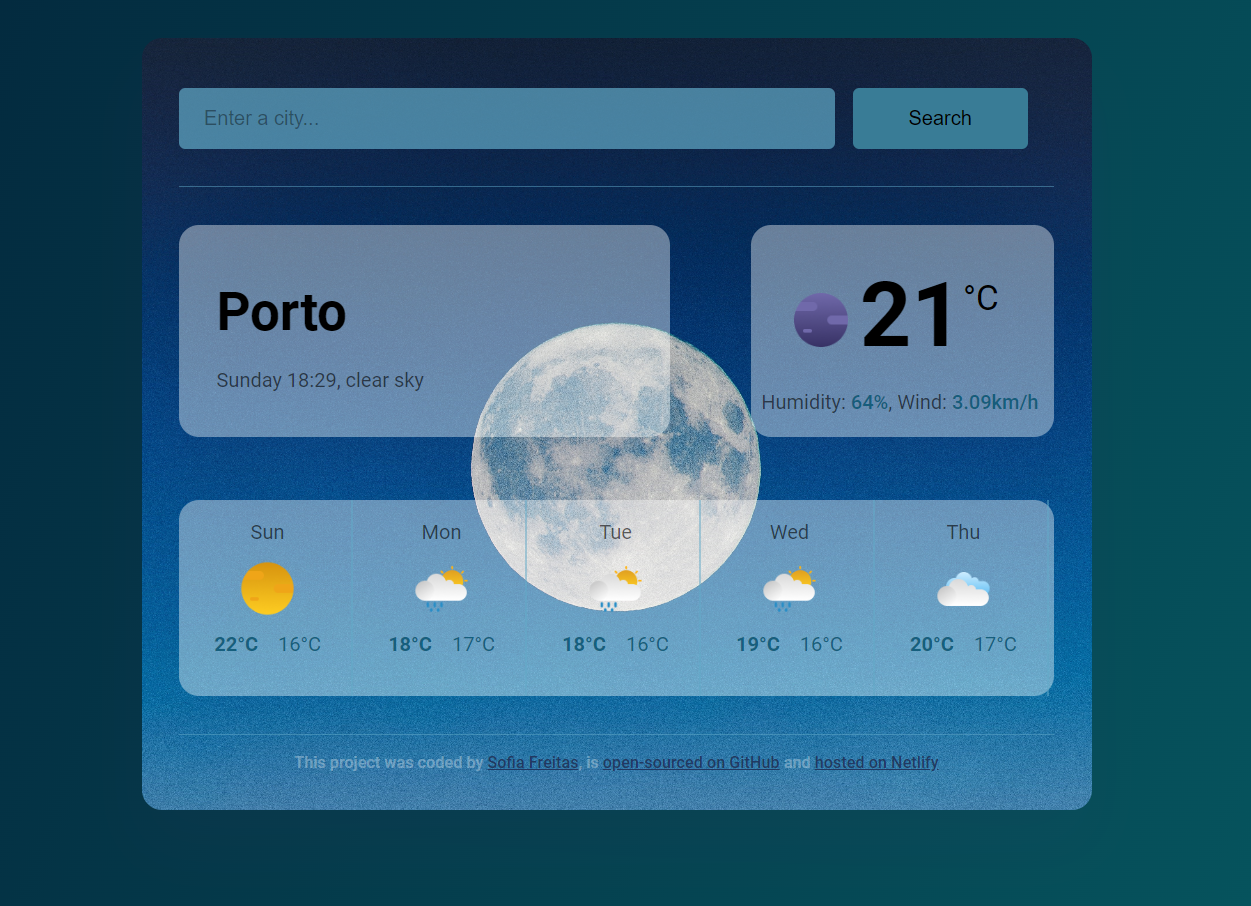 Enter a city...
Search
Porto
Sunday 18:29, clear sky
21 °C
Humidity: 64%, Wind: 3.09km/h
Sun Mon Tue Wed Thu
22°C 16°C 18°C 17°C 18°C 16°C 19°C 16°C 20°C 17°C
This project was coded by Sofia Freitas, is open-sourced on GitHub and hosted on Netlify